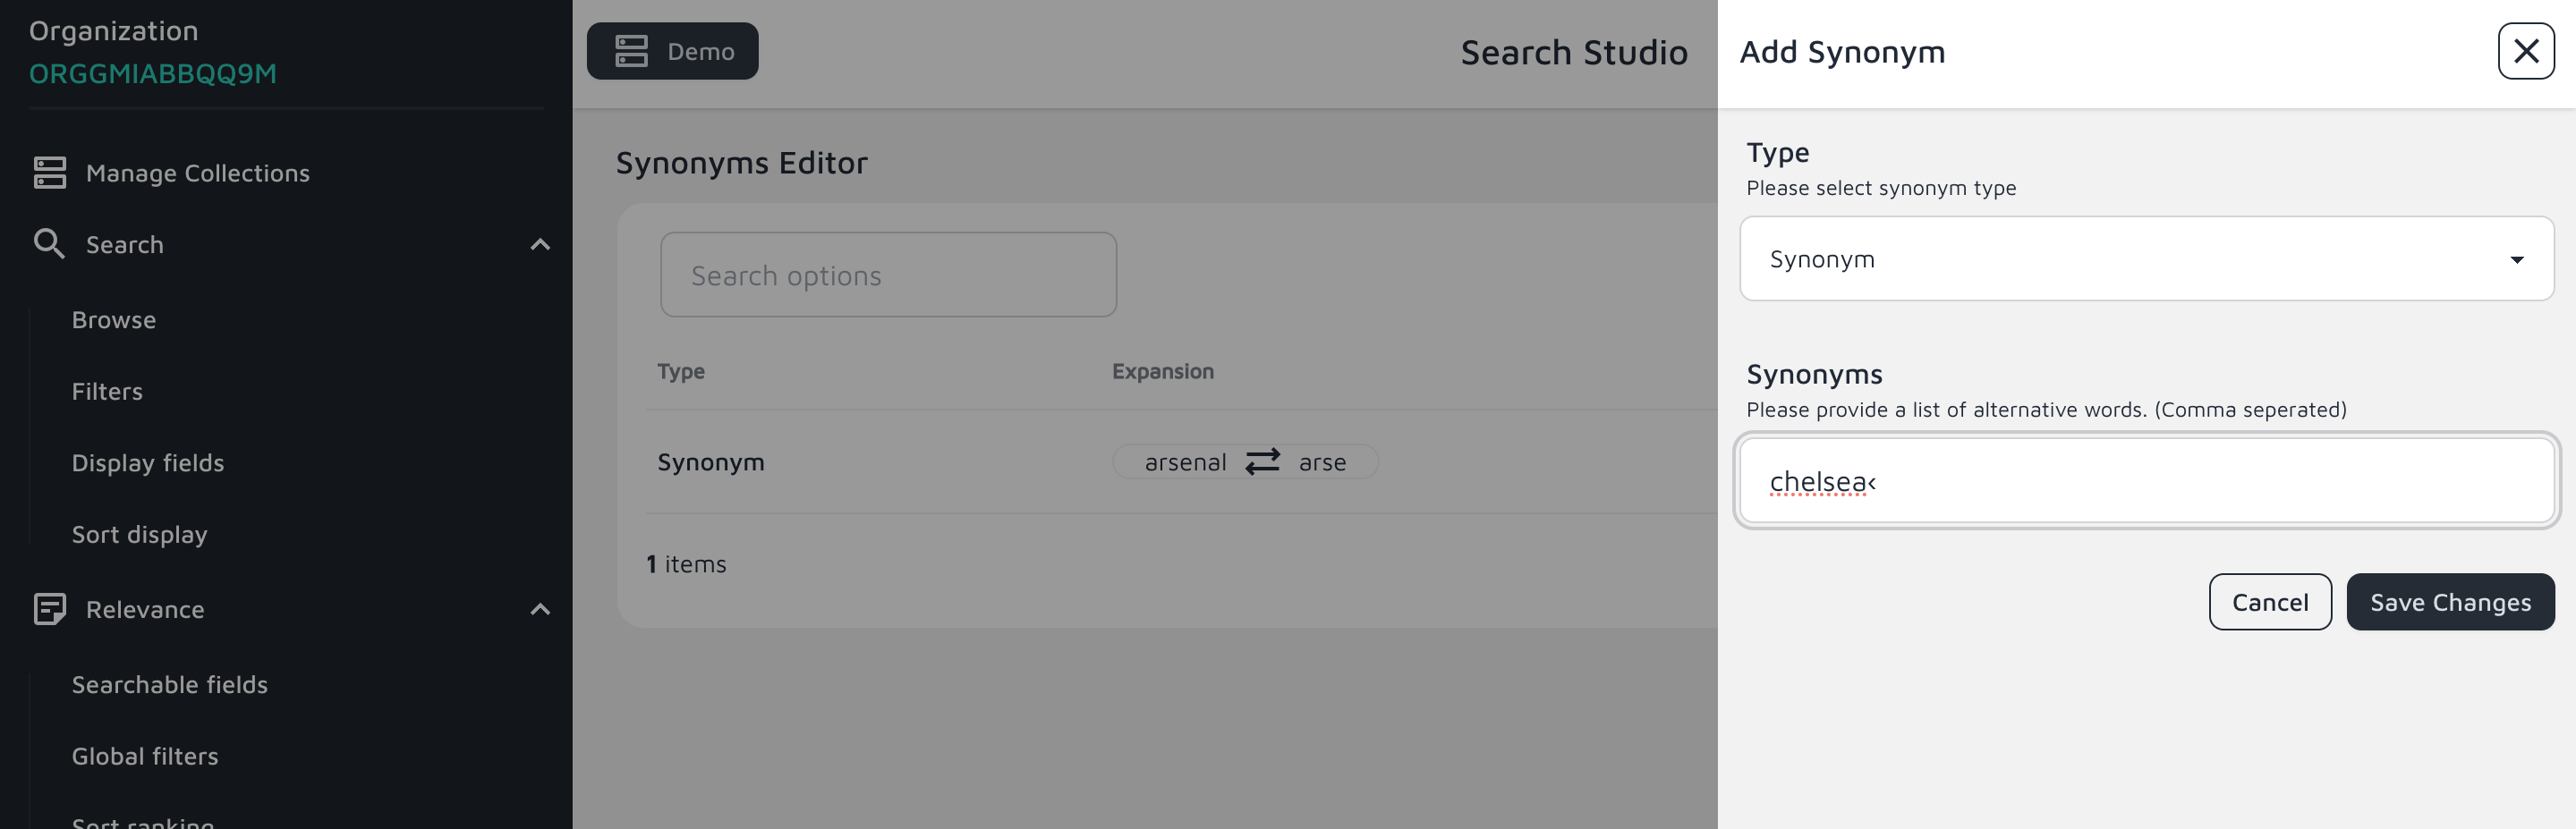 Organization
ORGGMIABBQQ9M
Manage Collections
Search
Browse
Filters
Display fields
Sort display
Relevance
Searchable fields
Global filters
Sort ranking
Demo
Search Studio
Synonyms Editor
Search options
Type Expansion
Synonym arsenal ⇄ arse
1 items
Add Synonym
Type
Please select synonym type
Synonym
Synonyms
Please provide a list of alternative words. (Comma seperated)
chelsea<
Cancel Save Changes